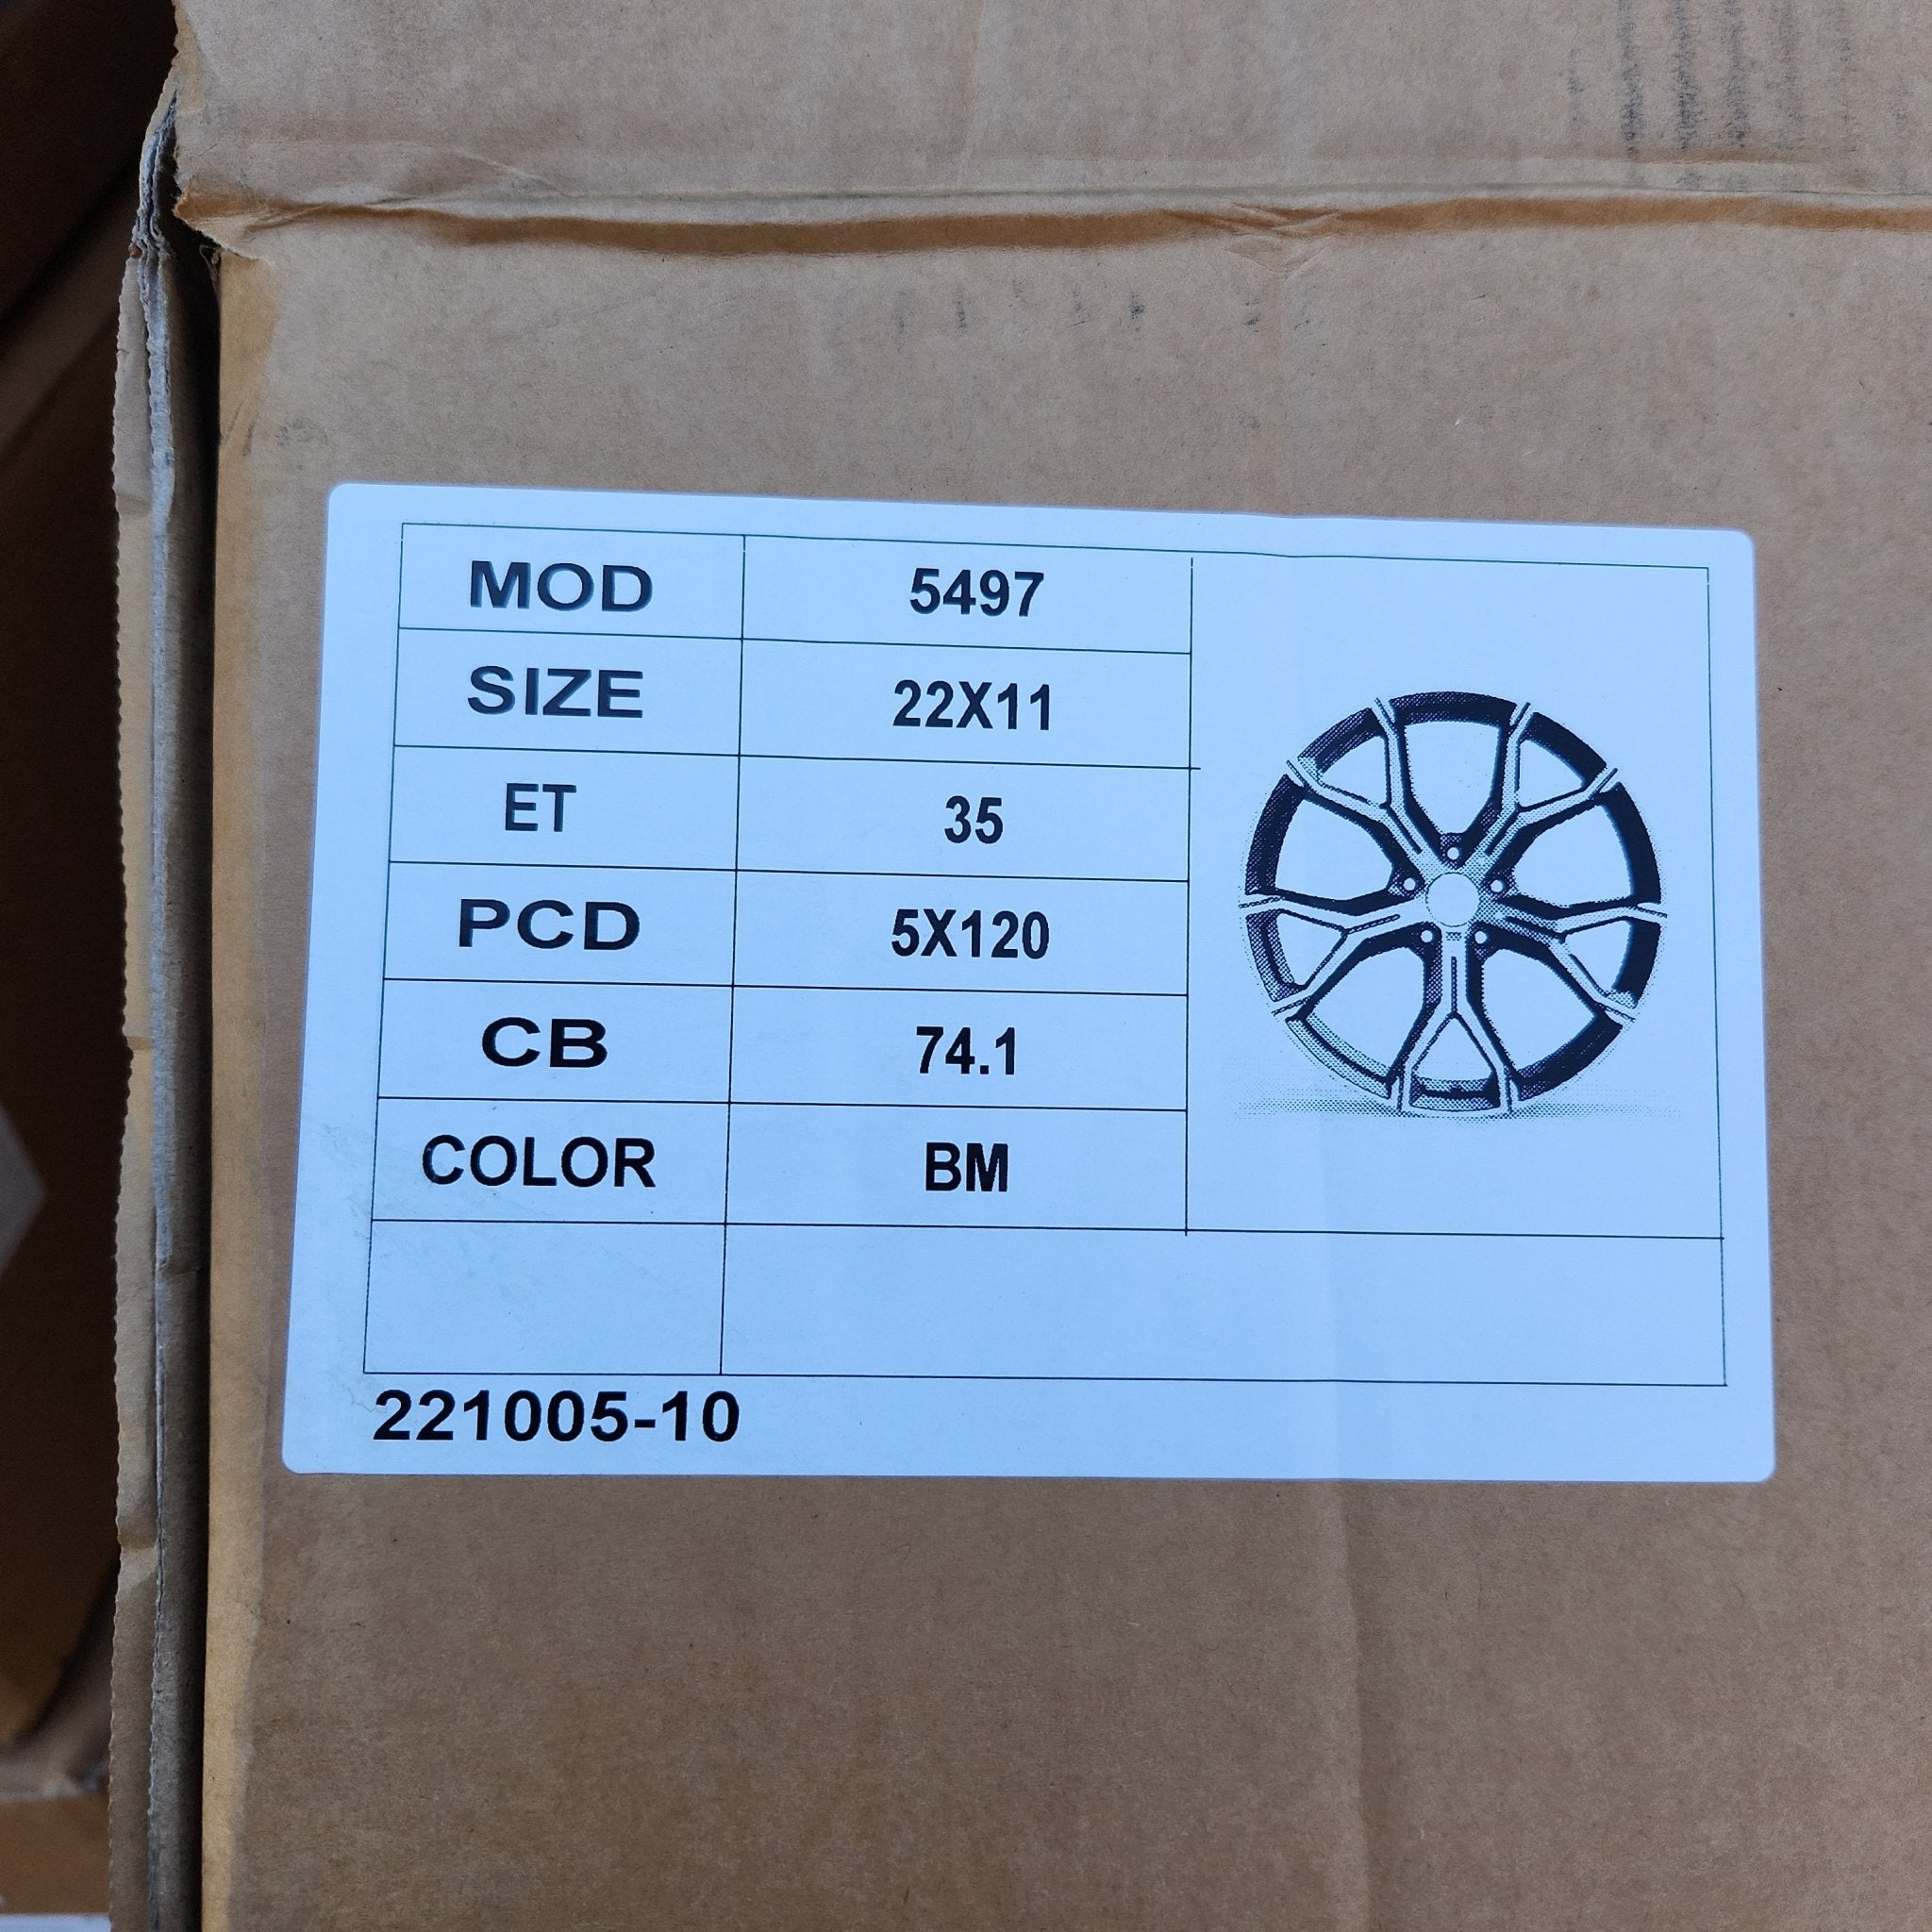 MOD 5497
SIZE 22X11
ET 35
PCD 5X120
CB 74.1
COLOR BM
221005-10